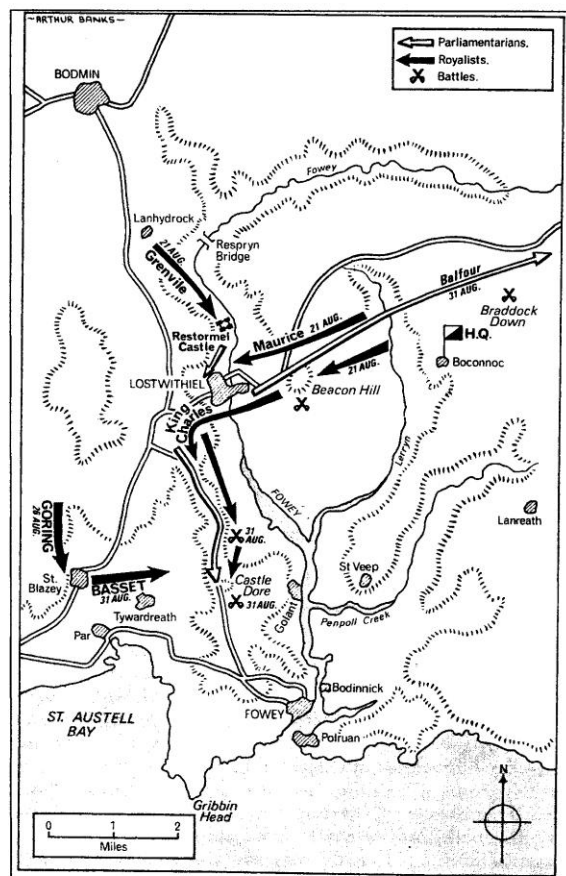 ~ARTHUR BANKS~
Parliamentarians.
Royalists.
Battles.
BODMIN
Fowey
Lanhydrock
21 AUG.
Grenvile
Respryn
Bridge
Balfour
31 AUG.
Braddock
Down
Maurice 21 AUG.
Restormel
Castle
H.Q.
Boconnoc
21 AUG.
LOSTWITHIEL
Beacon Hill
King
Charles
Lerryn
FOWEY
GORING
26 AUG.
31
AUG.
Lanreath
St.
Blazey
BASSET
31 AUG.
Castle
Dore
31 AUG.
St Veep
Tywardreath
Golant
Penpoll Creek
Par
Bodinnick
ST. AUSTELL
BAY
FOWEY
Polruan
Gribbin
Head
N
0 1 2
Miles